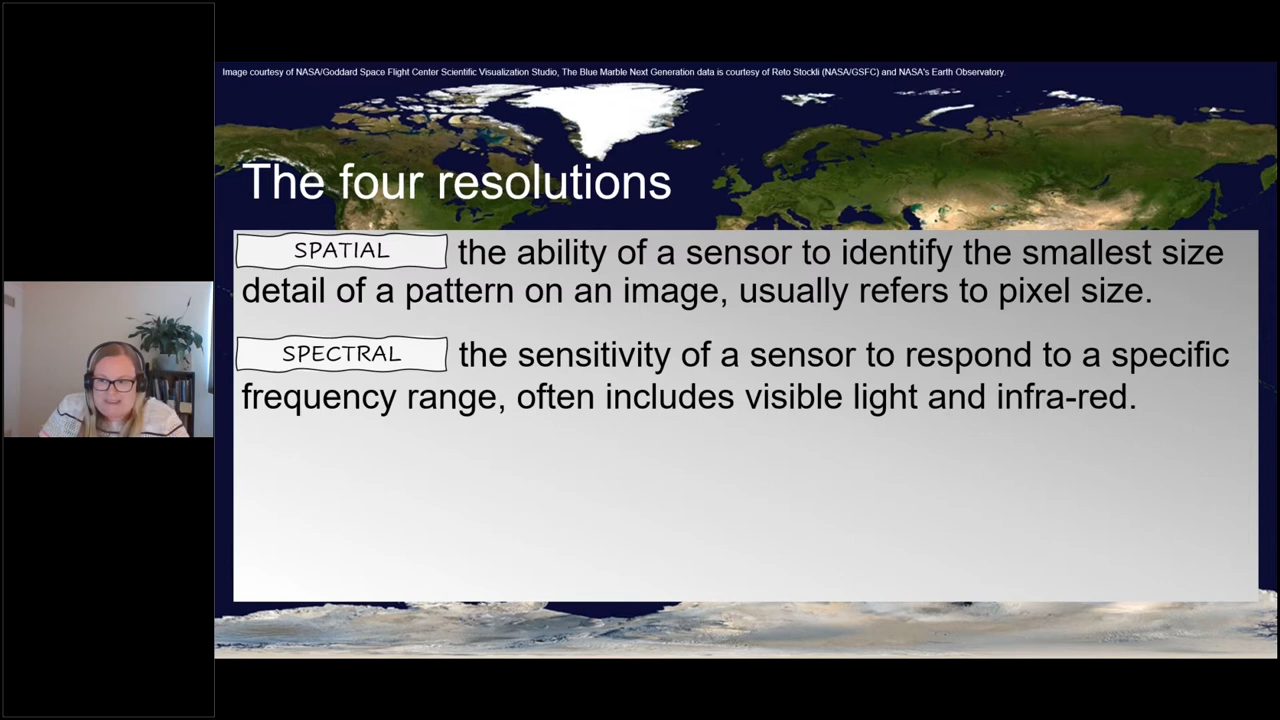 Image courtesy of NASA/Goddard Space Flight Center Scientific Visualization Studio, The Blue Marble Next Generation data is courtesy of Reto Stockli (NASA/GSFC) and NASA's Earth Observatory.
The four resolutions
SPATIAL the ability of a sensor to identify the smallest size
detail of a pattern on an image, usually refers to pixel size.
SPECTRAL the sensitivity of a sensor to respond to a specific
frequency range, often includes visible light and infra-red.